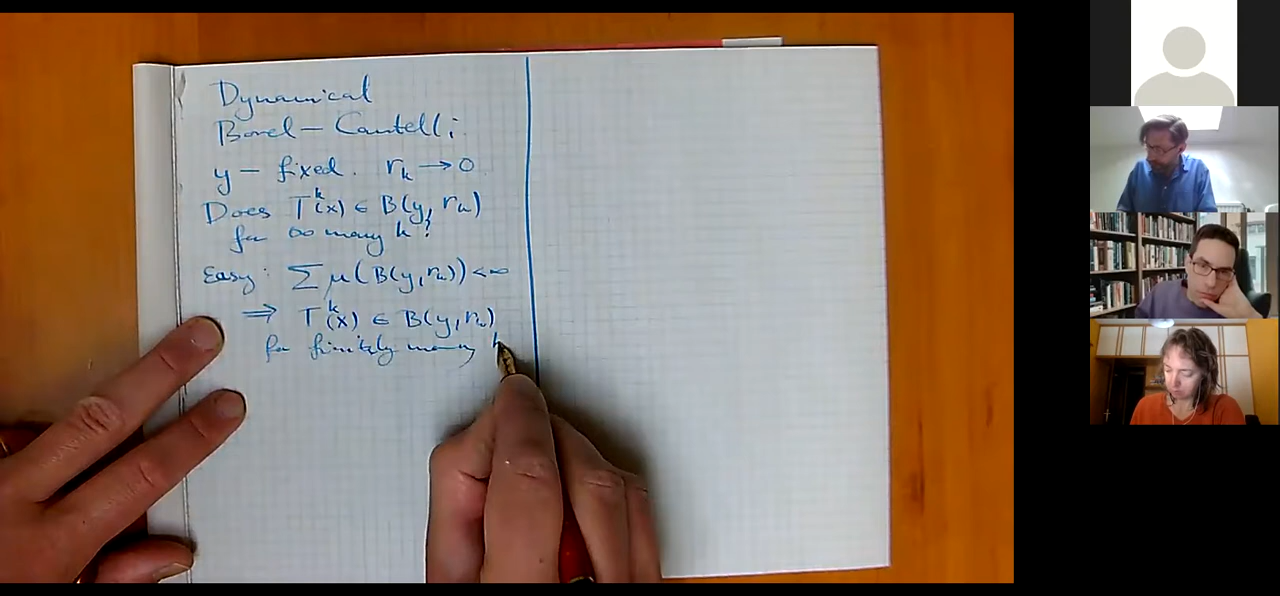 Dynamical
Borel-Cantelli:
y - fixed. r_k → 0.
Does T^k(x) ∈ B(y, r_k)
for ∞ many k?
Easy: ∑ μ(B(y, r_k)) < ∞
⇒ T^k(x) ∈ B(y, r_k)
for finitely many k